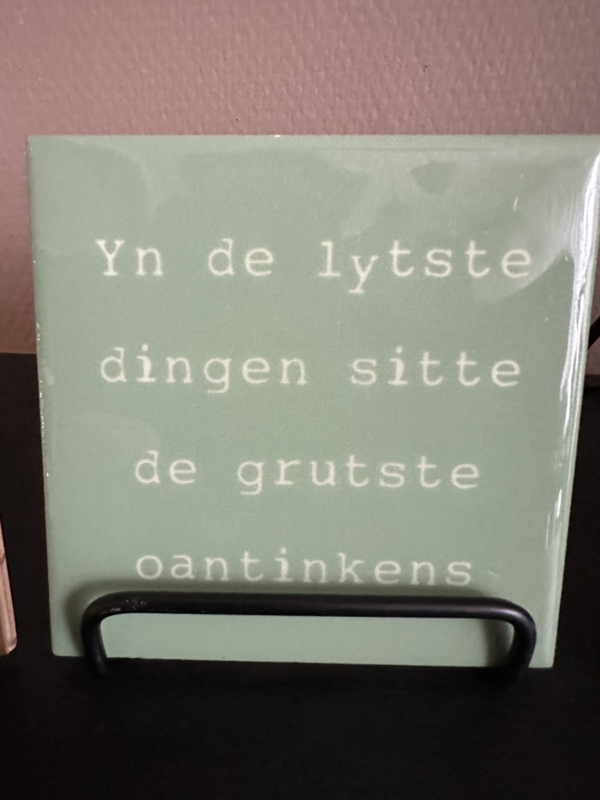 Yn de lytste
dingen sitte
de grutste
oantinkens